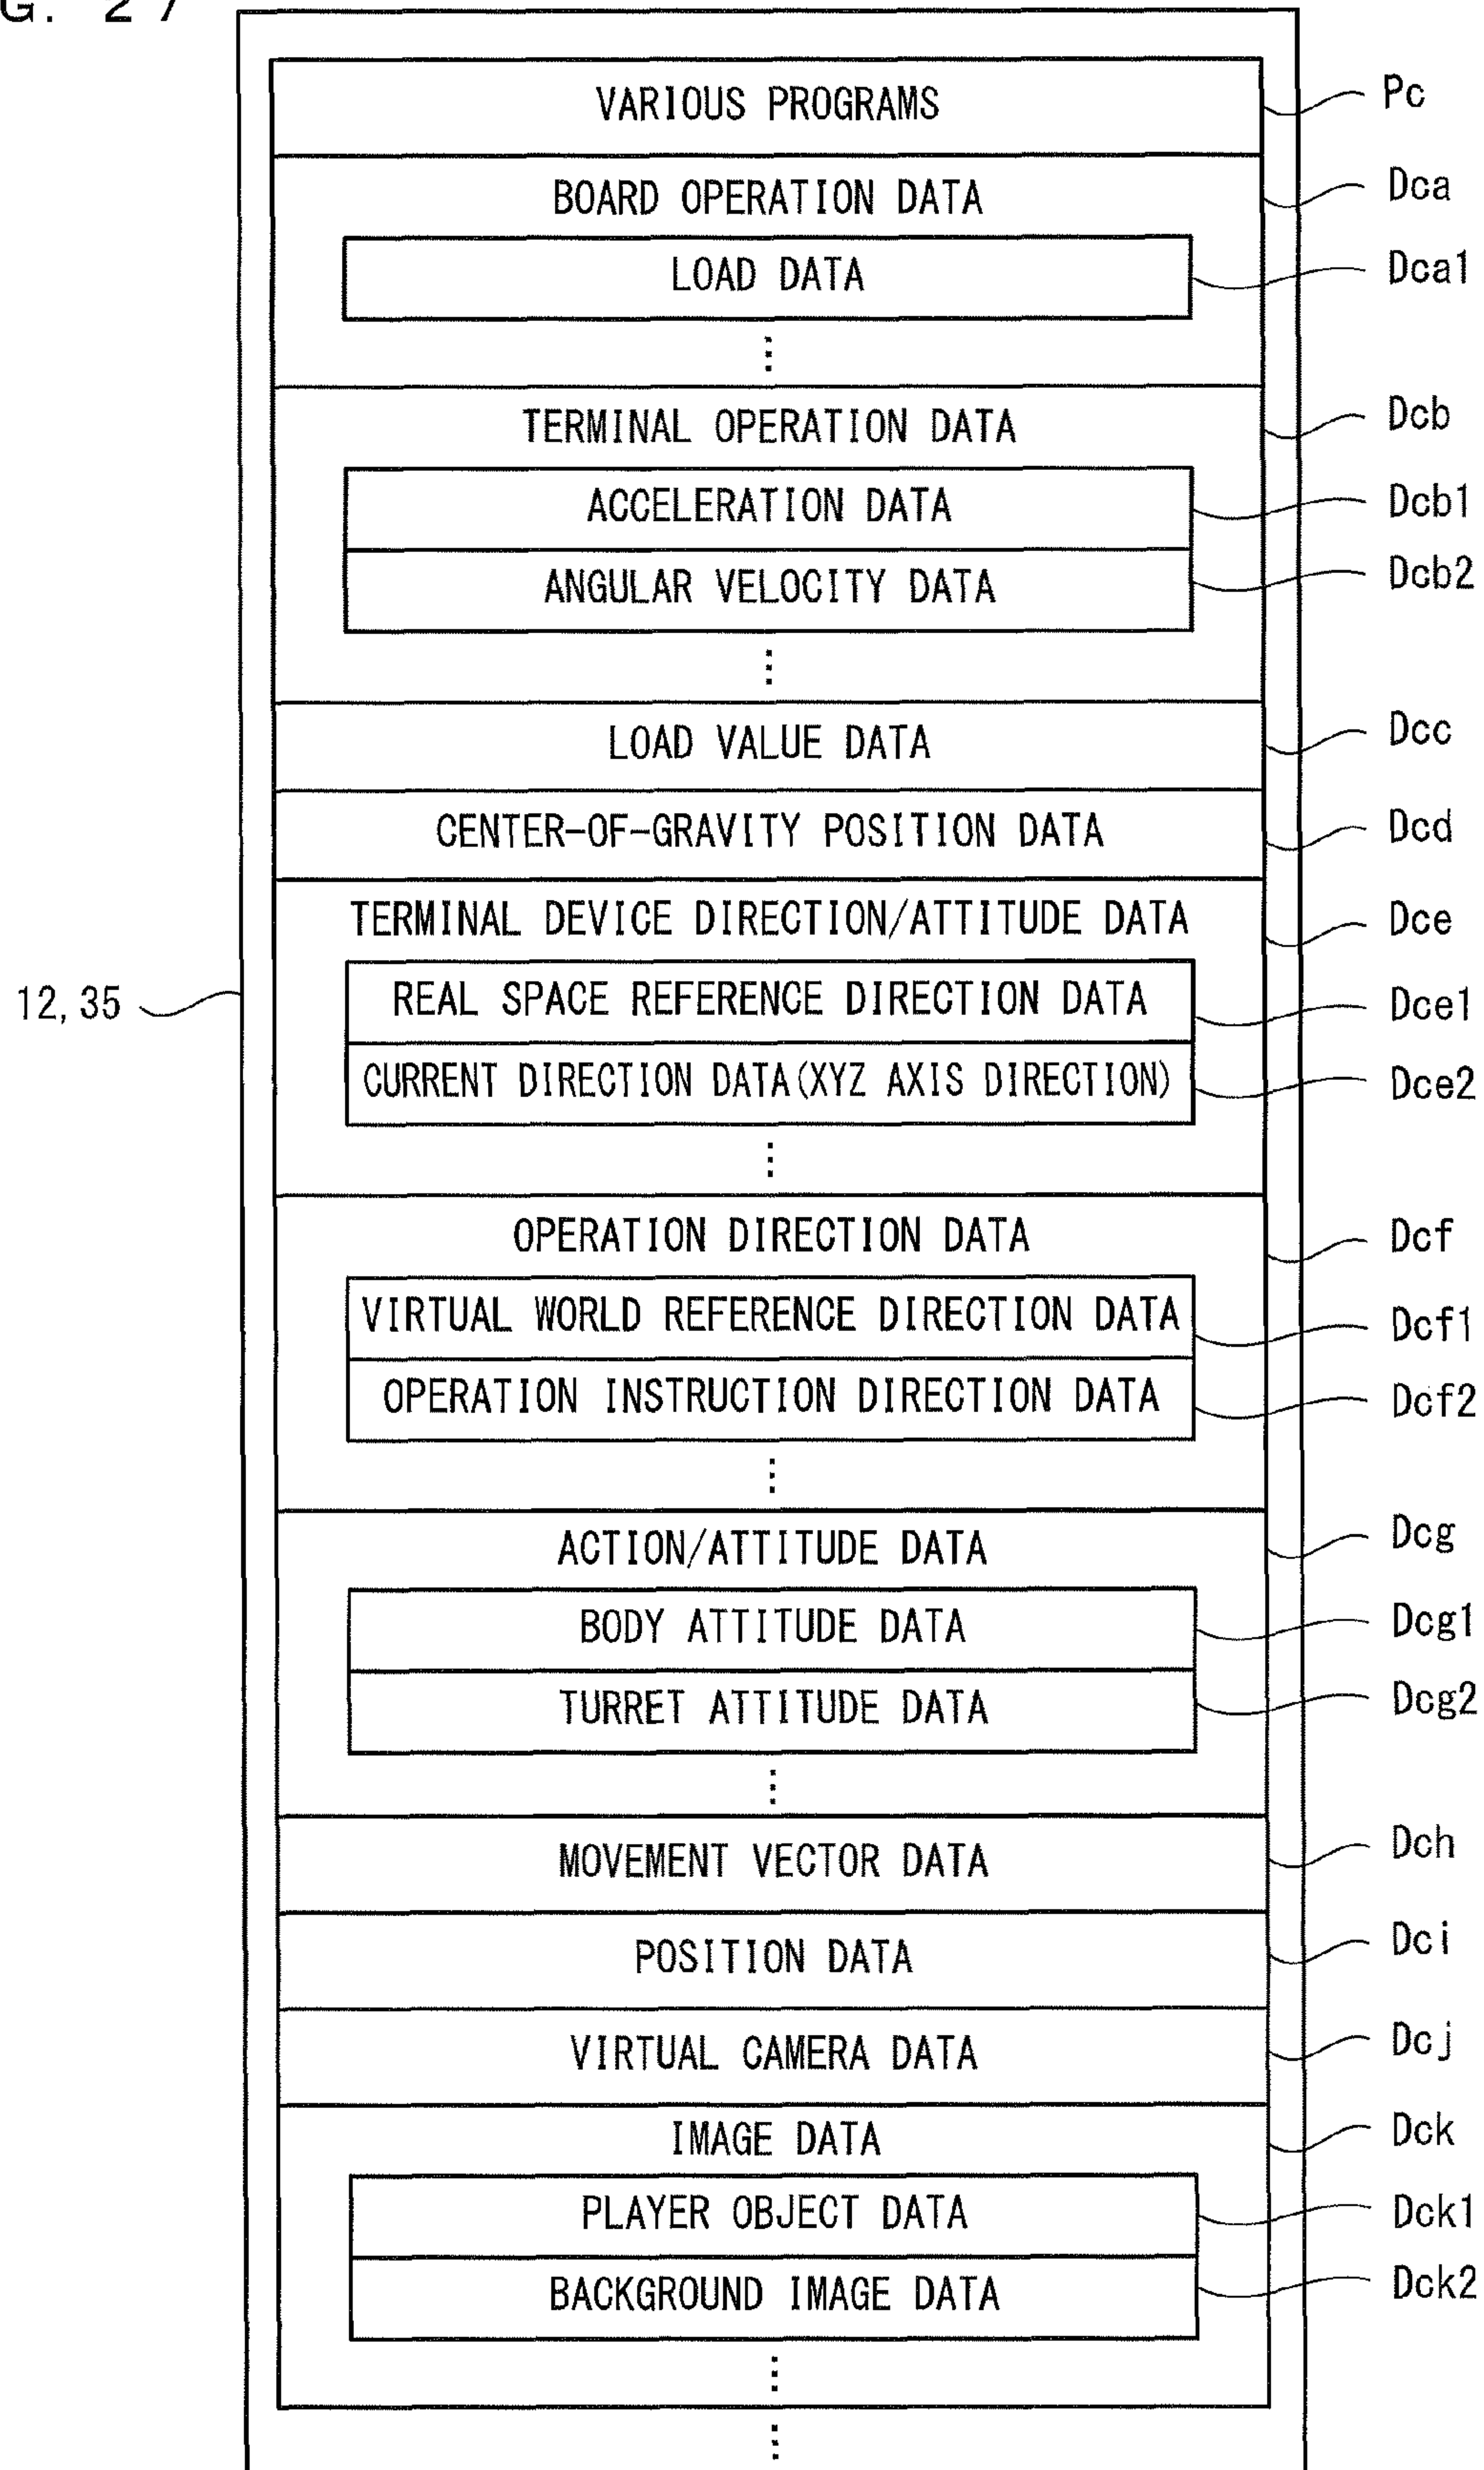 G. 27
VARIOUS PROGRAMS Pc
BOARD OPERATION DATA Dca
LOAD DATA Dca1
TERMINAL OPERATION DATA Dcb
ACCELERATION DATA Dcb1
ANGULAR VELOCITY DATA Dcb2
LOAD VALUE DATA Dcc
CENTER-OF-GRAVITY POSITION DATA Dcd
TERMINAL DEVICE DIRECTION/ATTITUDE DATA Dce
12,35
REAL SPACE REFERENCE DIRECTION DATA Dce1
CURRENT DIRECTION DATA(XYZ AXIS DIRECTION) Dce2
OPERATION DIRECTION DATA Dcf
VIRTUAL WORLD REFERENCE DIRECTION DATA Dcf1
OPERATION INSTRUCTION DIRECTION DATA Dcf2
ACTION/ATTITUDE DATA Dcg
BODY ATTITUDE DATA Dcg1
TURRET ATTITUDE DATA Dcg2
MOVEMENT VECTOR DATA Dch
POSITION DATA Dci
VIRTUAL CAMERA DATA Dcj
IMAGE DATA Dck
PLAYER OBJECT DATA Dck1
BACKGROUND IMAGE DATA Dck2